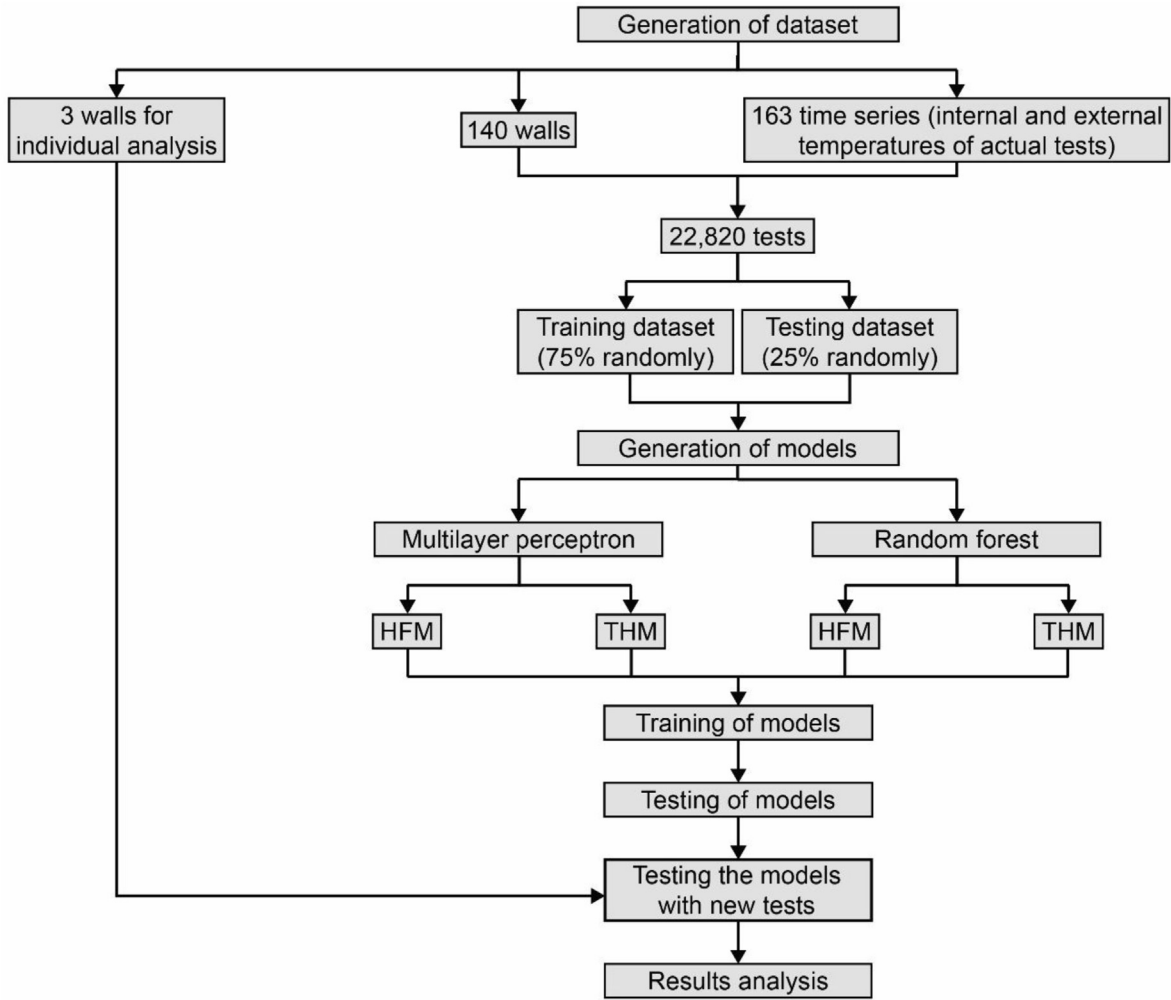 Generation of dataset
3 walls for
individual analysis
140 walls
163 time series (internal and external
temperatures of actual tests)
22,820 tests
Training dataset
(75% randomly)
Testing dataset
(25% randomly)
Generation of models
Multilayer perceptron
Random forest
HFM
THM
HFM
THM
Training of models
Testing of models
Testing the models
with new tests
Results analysis